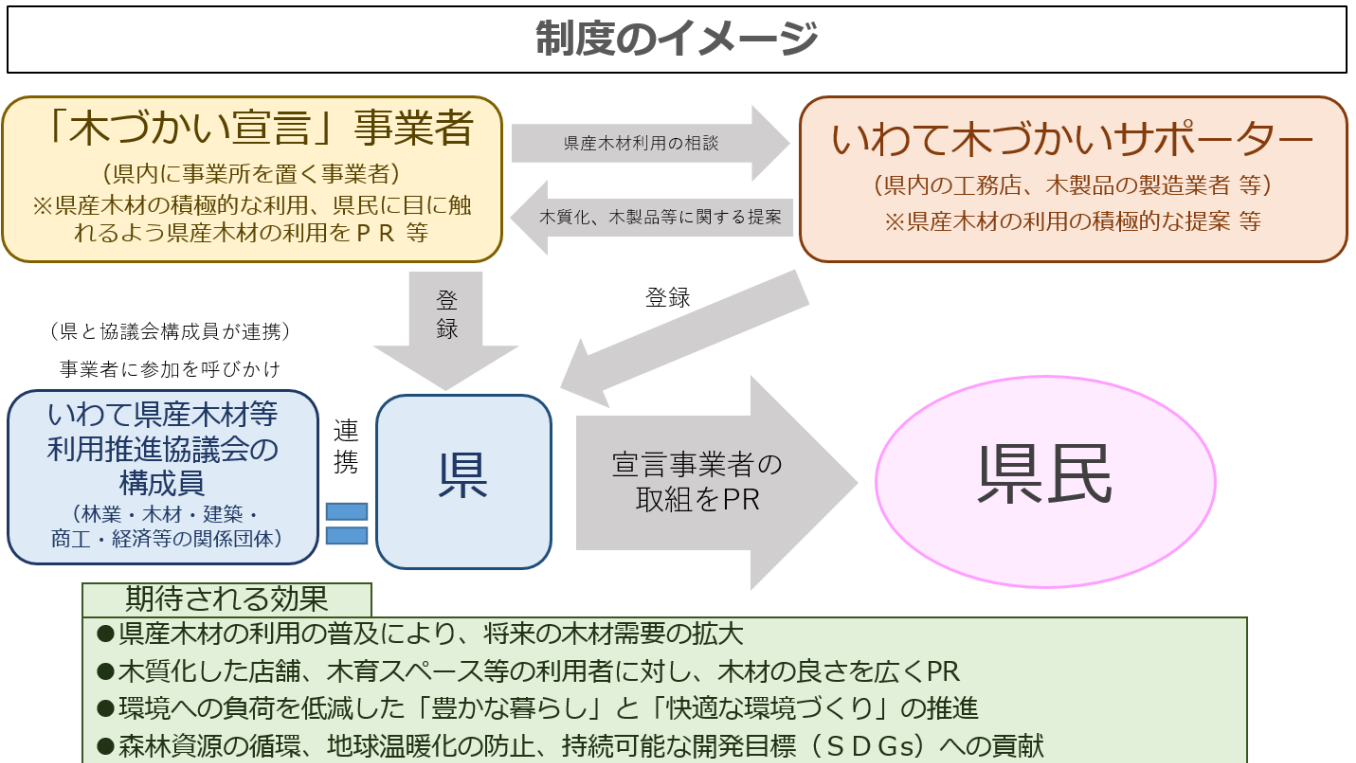 制度のイメージ
「木づかい宣言」事業者
（県内に事業所を置く事業者）
※県産木材の積極的な利用、県民に目に触
れるよう県産木材の利用をＰＲ 等
県産木材利用の相談
木質化、木製品等に関する提案
いわて木づかいサポーター
（県内の工務店、木製品の製造業者 等）
※県産木材の利用の積極的な提案 等
登
録
登録
（県と協議会構成員が連携）
事業者に参加を呼びかけ
いわて県産木材等
利用推進協議会の
構成員
（林業・木材・建築・
商工・経済等の関係団体）
連
携
県
宣言事業者の
取組をPR
県民
期待される効果
●県産木材の利用の普及により、将来の木材需要の拡大
●木質化した店舗、木育スペース等の利用者に対し、木材の良さを広くPR
●環境への負荷を低減した「豊かな暮らし」と「快適な環境づくり」の推進
●森林資源の循環、地球温暖化の防止、持続可能な開発目標（ＳＤＧs）への貢献